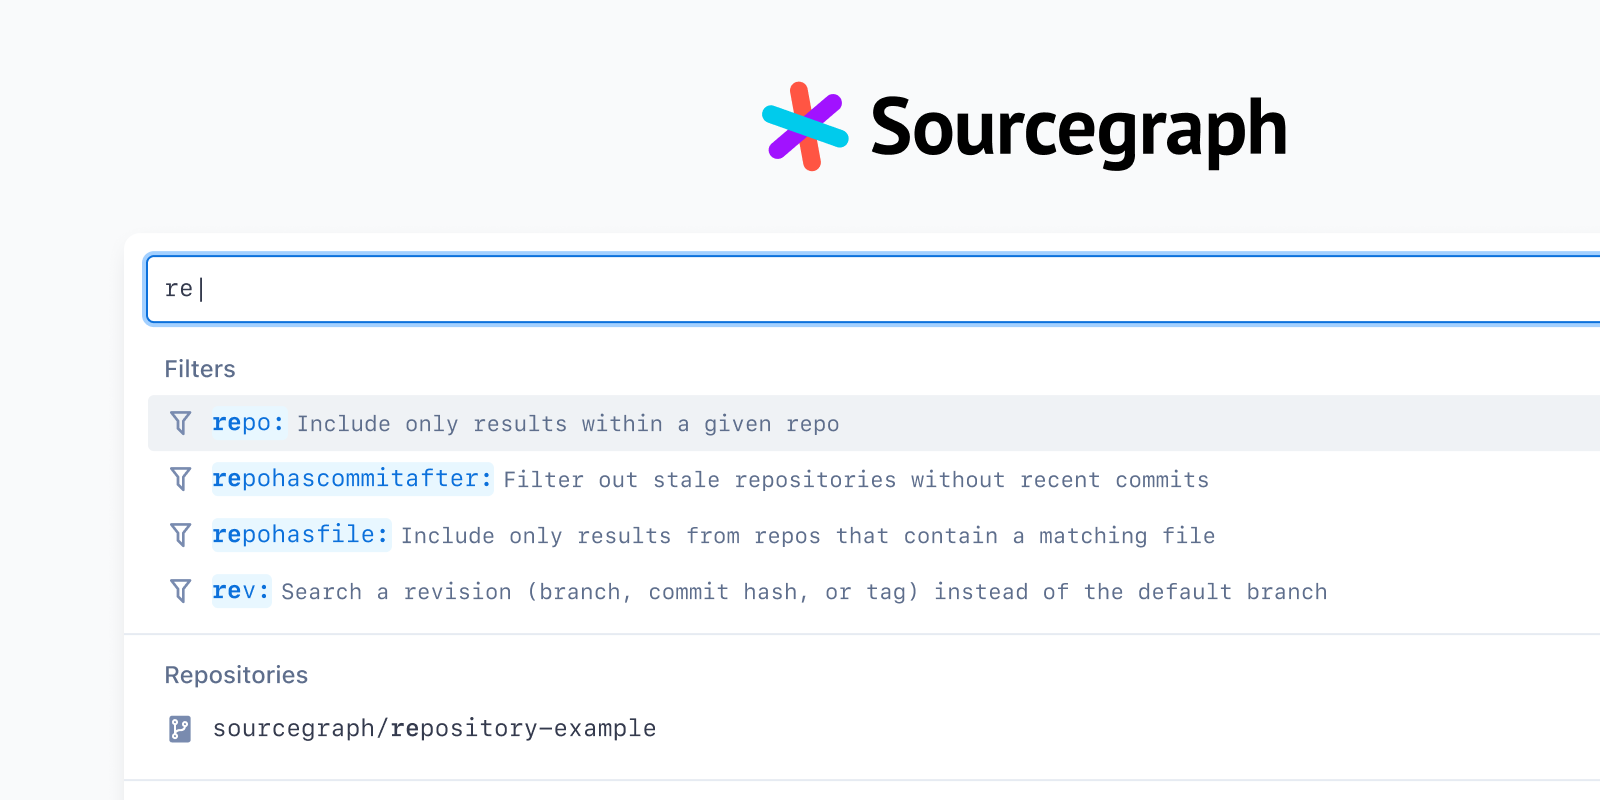 Sourcegraph
re
Filters
repo: Include only results within a given repo
repohascommitafter: Filter out stale repositories without recent commits
repohasfile: Include only results from repos that contain a matching file
rev: Search a revision (branch, commit hash, or tag) instead of the default branch
Repositories
sourcegraph/repository-example